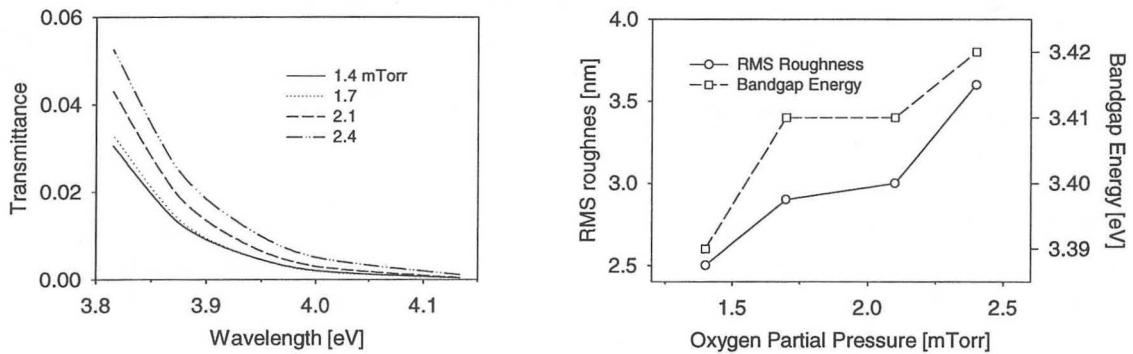 0.06
0.04
0.02
0.00
Transmittance
1.4 mTorr
1.7
2.1
2.4
3.8
3.9
4.0
4.1
Wavelength [eV]
4.0
3.5
3.0
2.5
RMS roughnes [nm]
RMS Roughness
Bandgap Energy
3.42
3.41
3.40
3.39
Bandgap Energy [eV]
1.5
2.0
2.5
Oxygen Partial Pressure [mTorr]